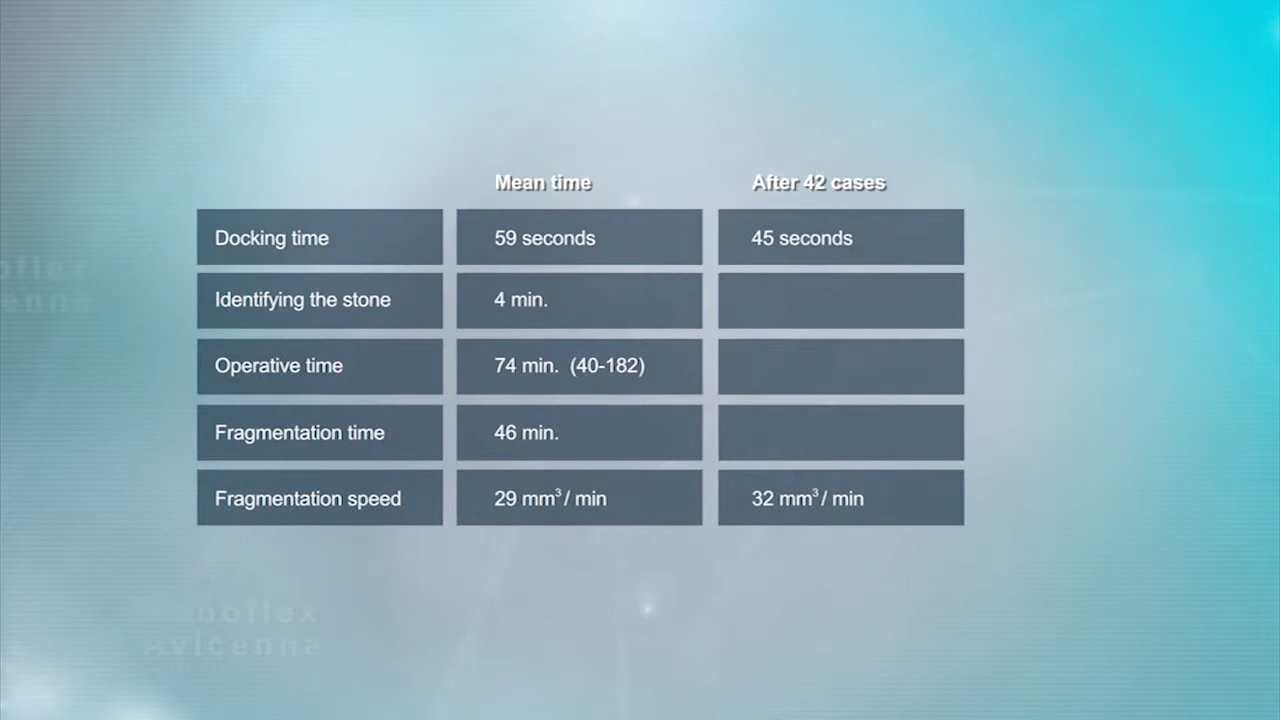 Mean time After 42 cases
Docking time 59 seconds 45 seconds
Identifying the stone 4 min.
Operative time 74 min. (40-182)
Fragmentation time 46 min.
Fragmentation speed 29 mm³/ min 32 mm³/ min
Avicenna